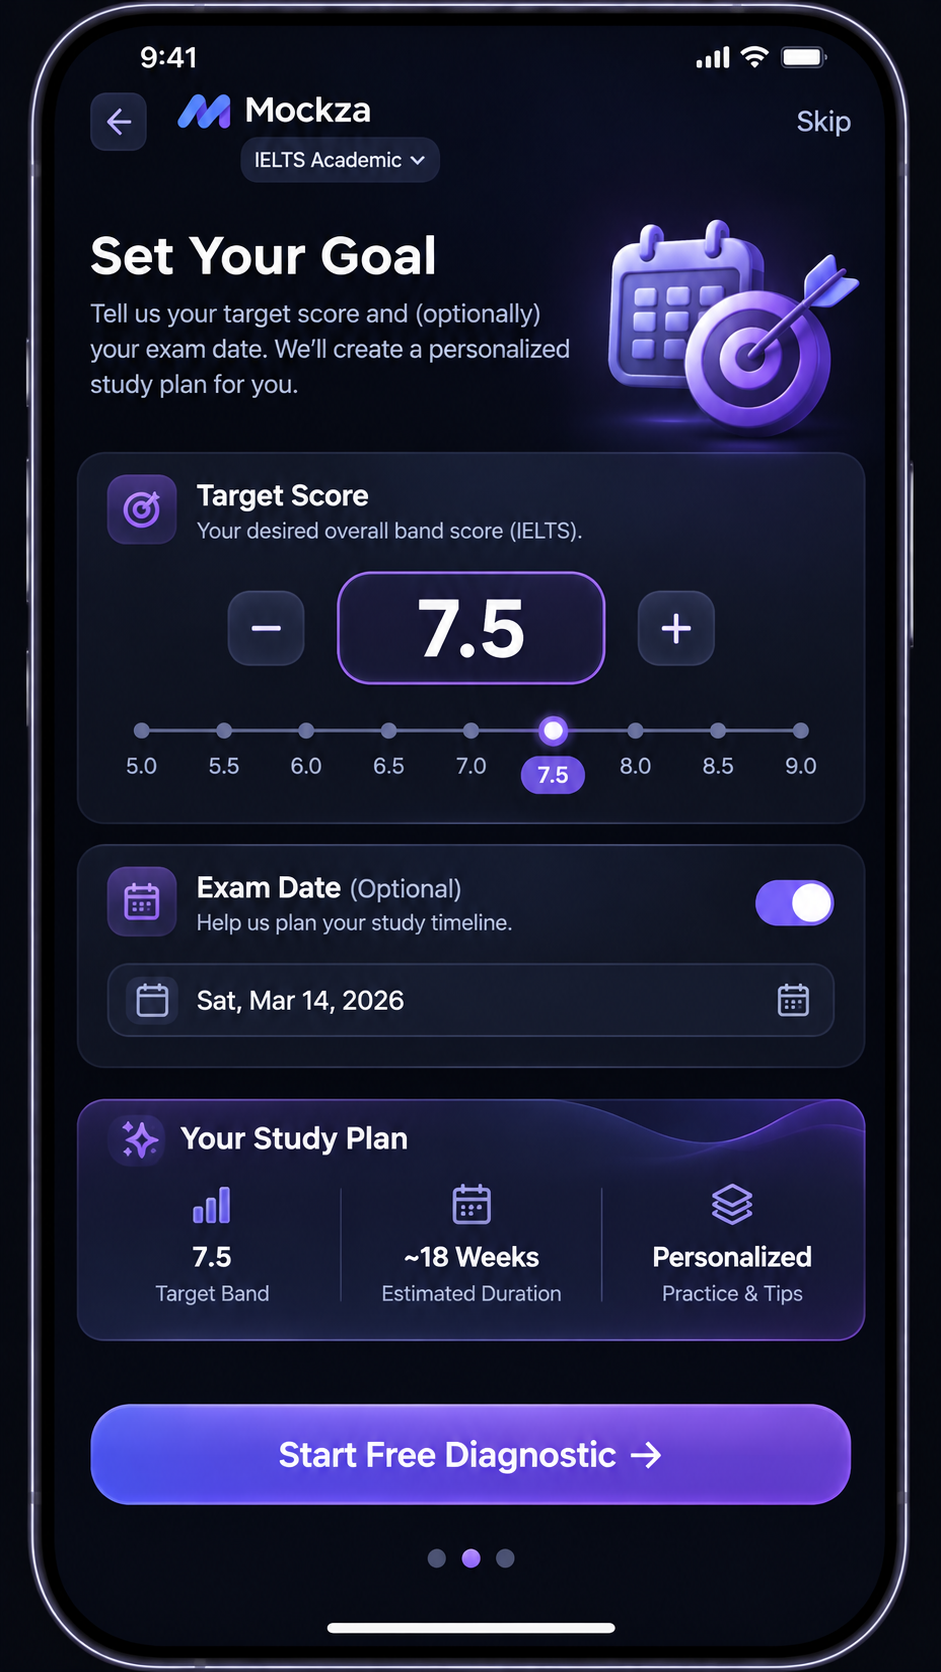 9:41
Mockza
Skip
IELTS Academic
Set Your Goal
Tell us your target score and (optionally)
your exam date. We’ll create a personalized
study plan for you.
Target Score
Your desired overall band score (IELTS).
− 7.5 +
5.0 5.5 6.0 6.5 7.0 7.5 8.0 8.5 9.0
Exam Date (Optional)
Help us plan your study timeline.
Sat, Mar 14, 2026
Your Study Plan
7.5
Target Band
~18 Weeks
Estimated Duration
Personalized
Practice & Tips
Start Free Diagnostic →